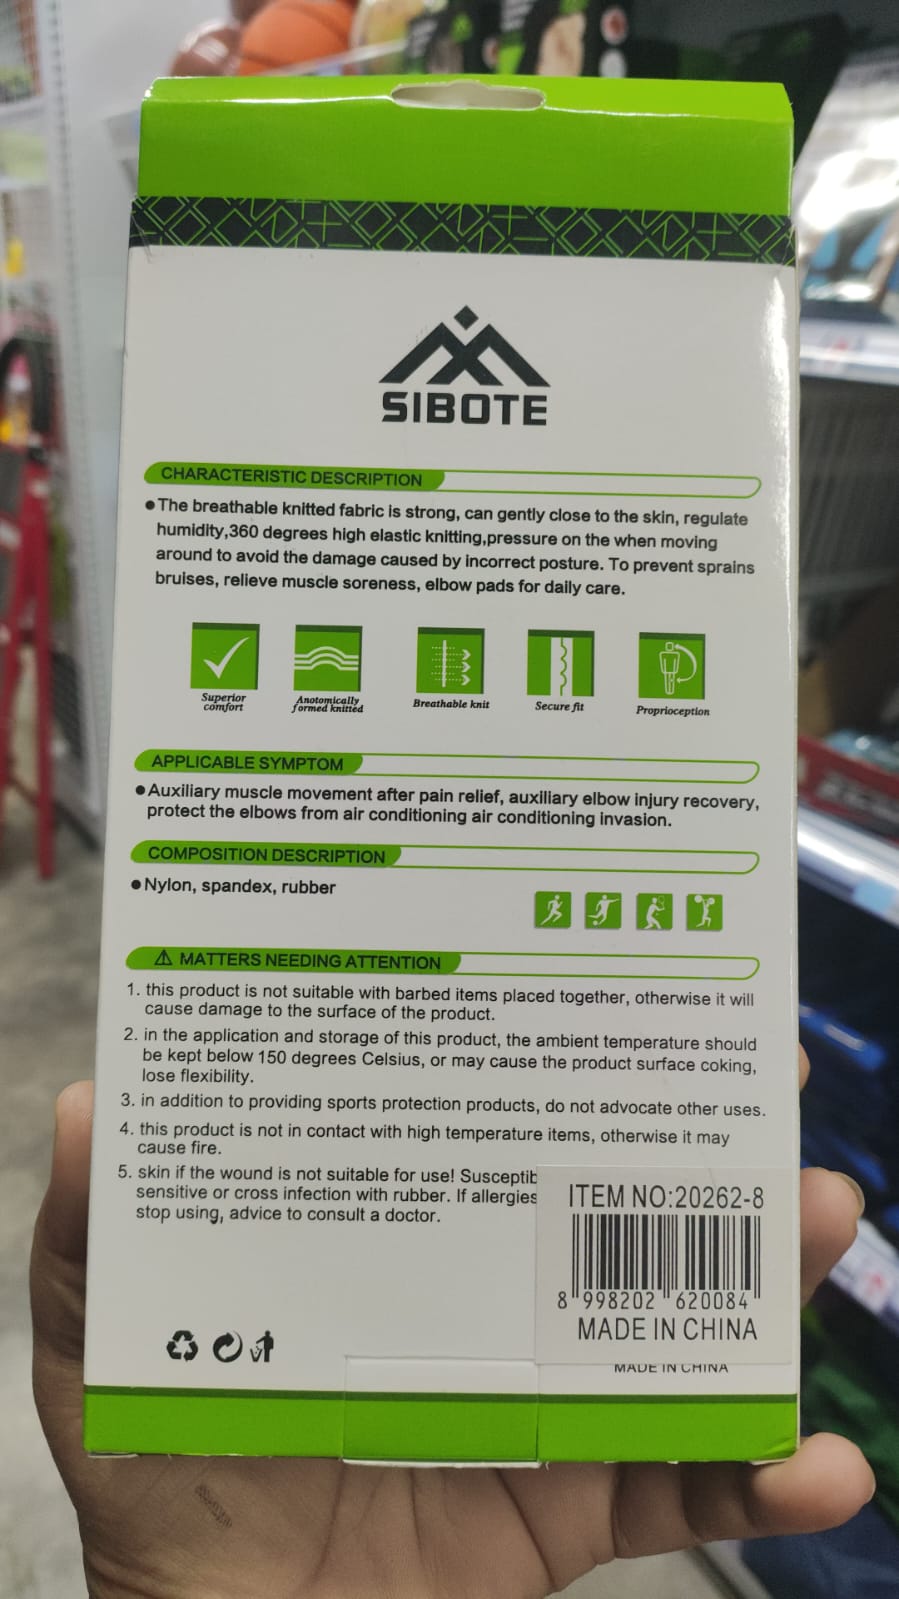 SIBOTE
CHARACTERISTIC DESCRIPTION
●The breathable knitted fabric is strong, can gently close to the skin, regulate
humidity,360 degrees high elastic knitting,pressure on the when moving
around to avoid the damage caused by incorrect posture. To prevent sprains
bruises, relieve muscle soreness, elbow pads for daily care.
Superior
comfort
Anotomically
formed knitted
Breathable knit
Secure fit
Proprioception
APPLICABLE SYMPTOM
●Auxiliary muscle movement after pain relief, auxiliary elbow injury recovery,
protect the elbows from air conditioning air conditioning invasion.
COMPOSITION DESCRIPTION
●Nylon, spandex, rubber
⚠ MATTERS NEEDING ATTENTION
1. this product is not suitable with barbed items placed together, otherwise it will
cause damage to the surface of the product.
2. in the application and storage of this product, the ambient temperature should
be kept below 150 degrees Celsius, or may cause the product surface coking,
lose flexibility.
3. in addition to providing sports protection products, do not advocate other uses.
4. this product is not in contact with high temperature items, otherwise it may
cause fire.
5. skin if the wound is not suitable for use! Susceptib
sensitive or cross infection with rubber. If allergies
stop using, advice to consult a doctor.
ITEM NO:20262-8
8 998202 620084
MADE IN CHINA
MADE IN CHINA